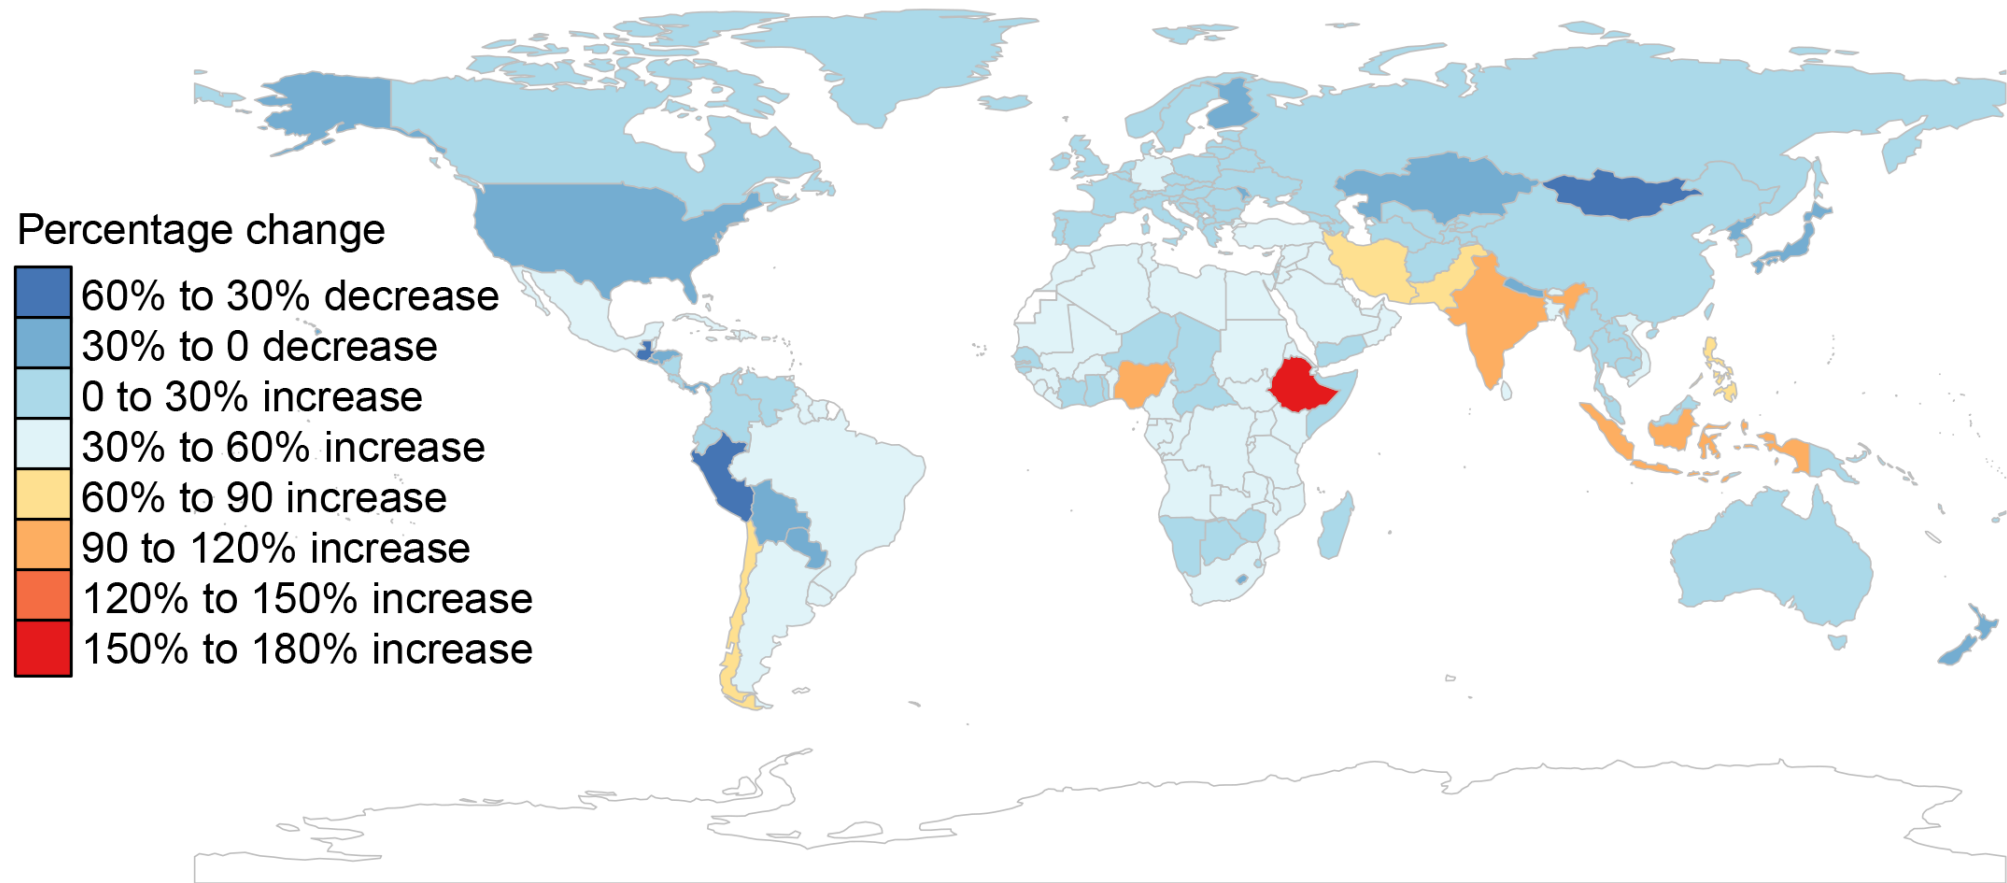 Percentage change
60% to 30% decrease
30% to 0 decrease
0 to 30% increase
30% to 60% increase
60% to 90 increase
90 to 120% increase
120% to 150% increase
150% to 180% increase